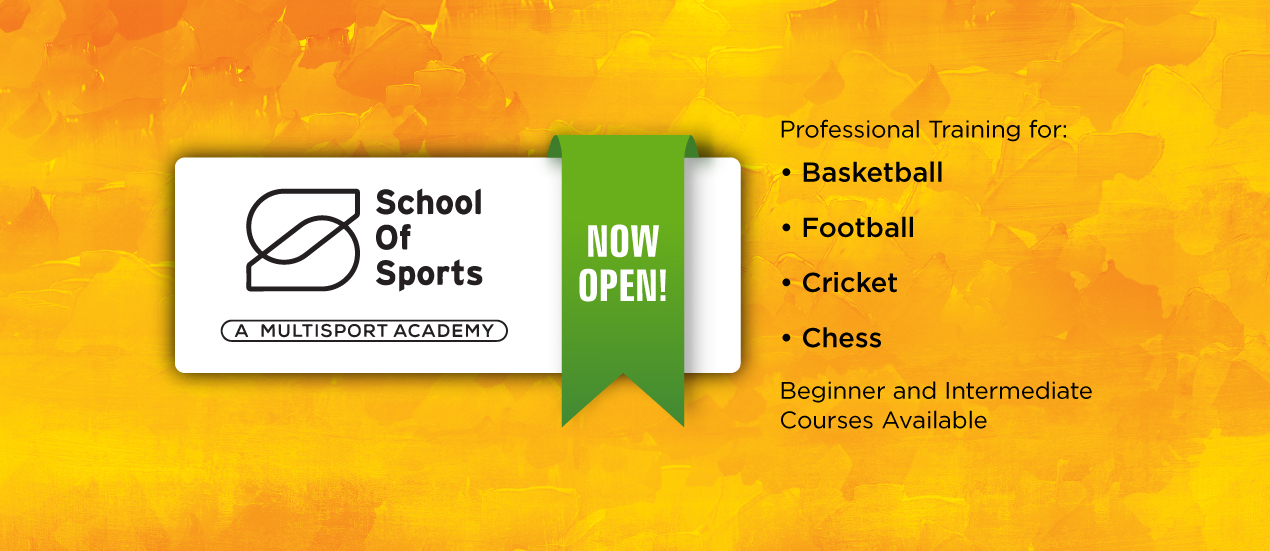 School
Of
Sports
A MULTISPORT ACADEMY
NOW
OPEN!
Professional Training for:
• Basketball
• Football
• Cricket
• Chess
Beginner and Intermediate
Courses Available